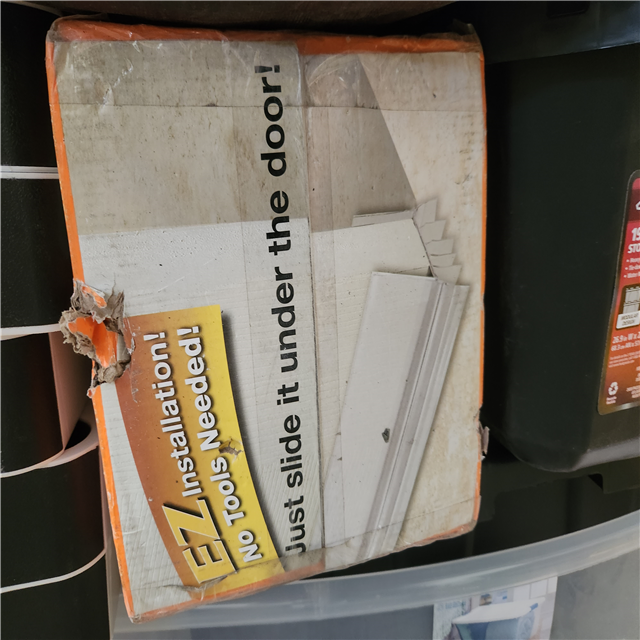 Just slide it under the door!
EZ Installation!
No Tools Needed!